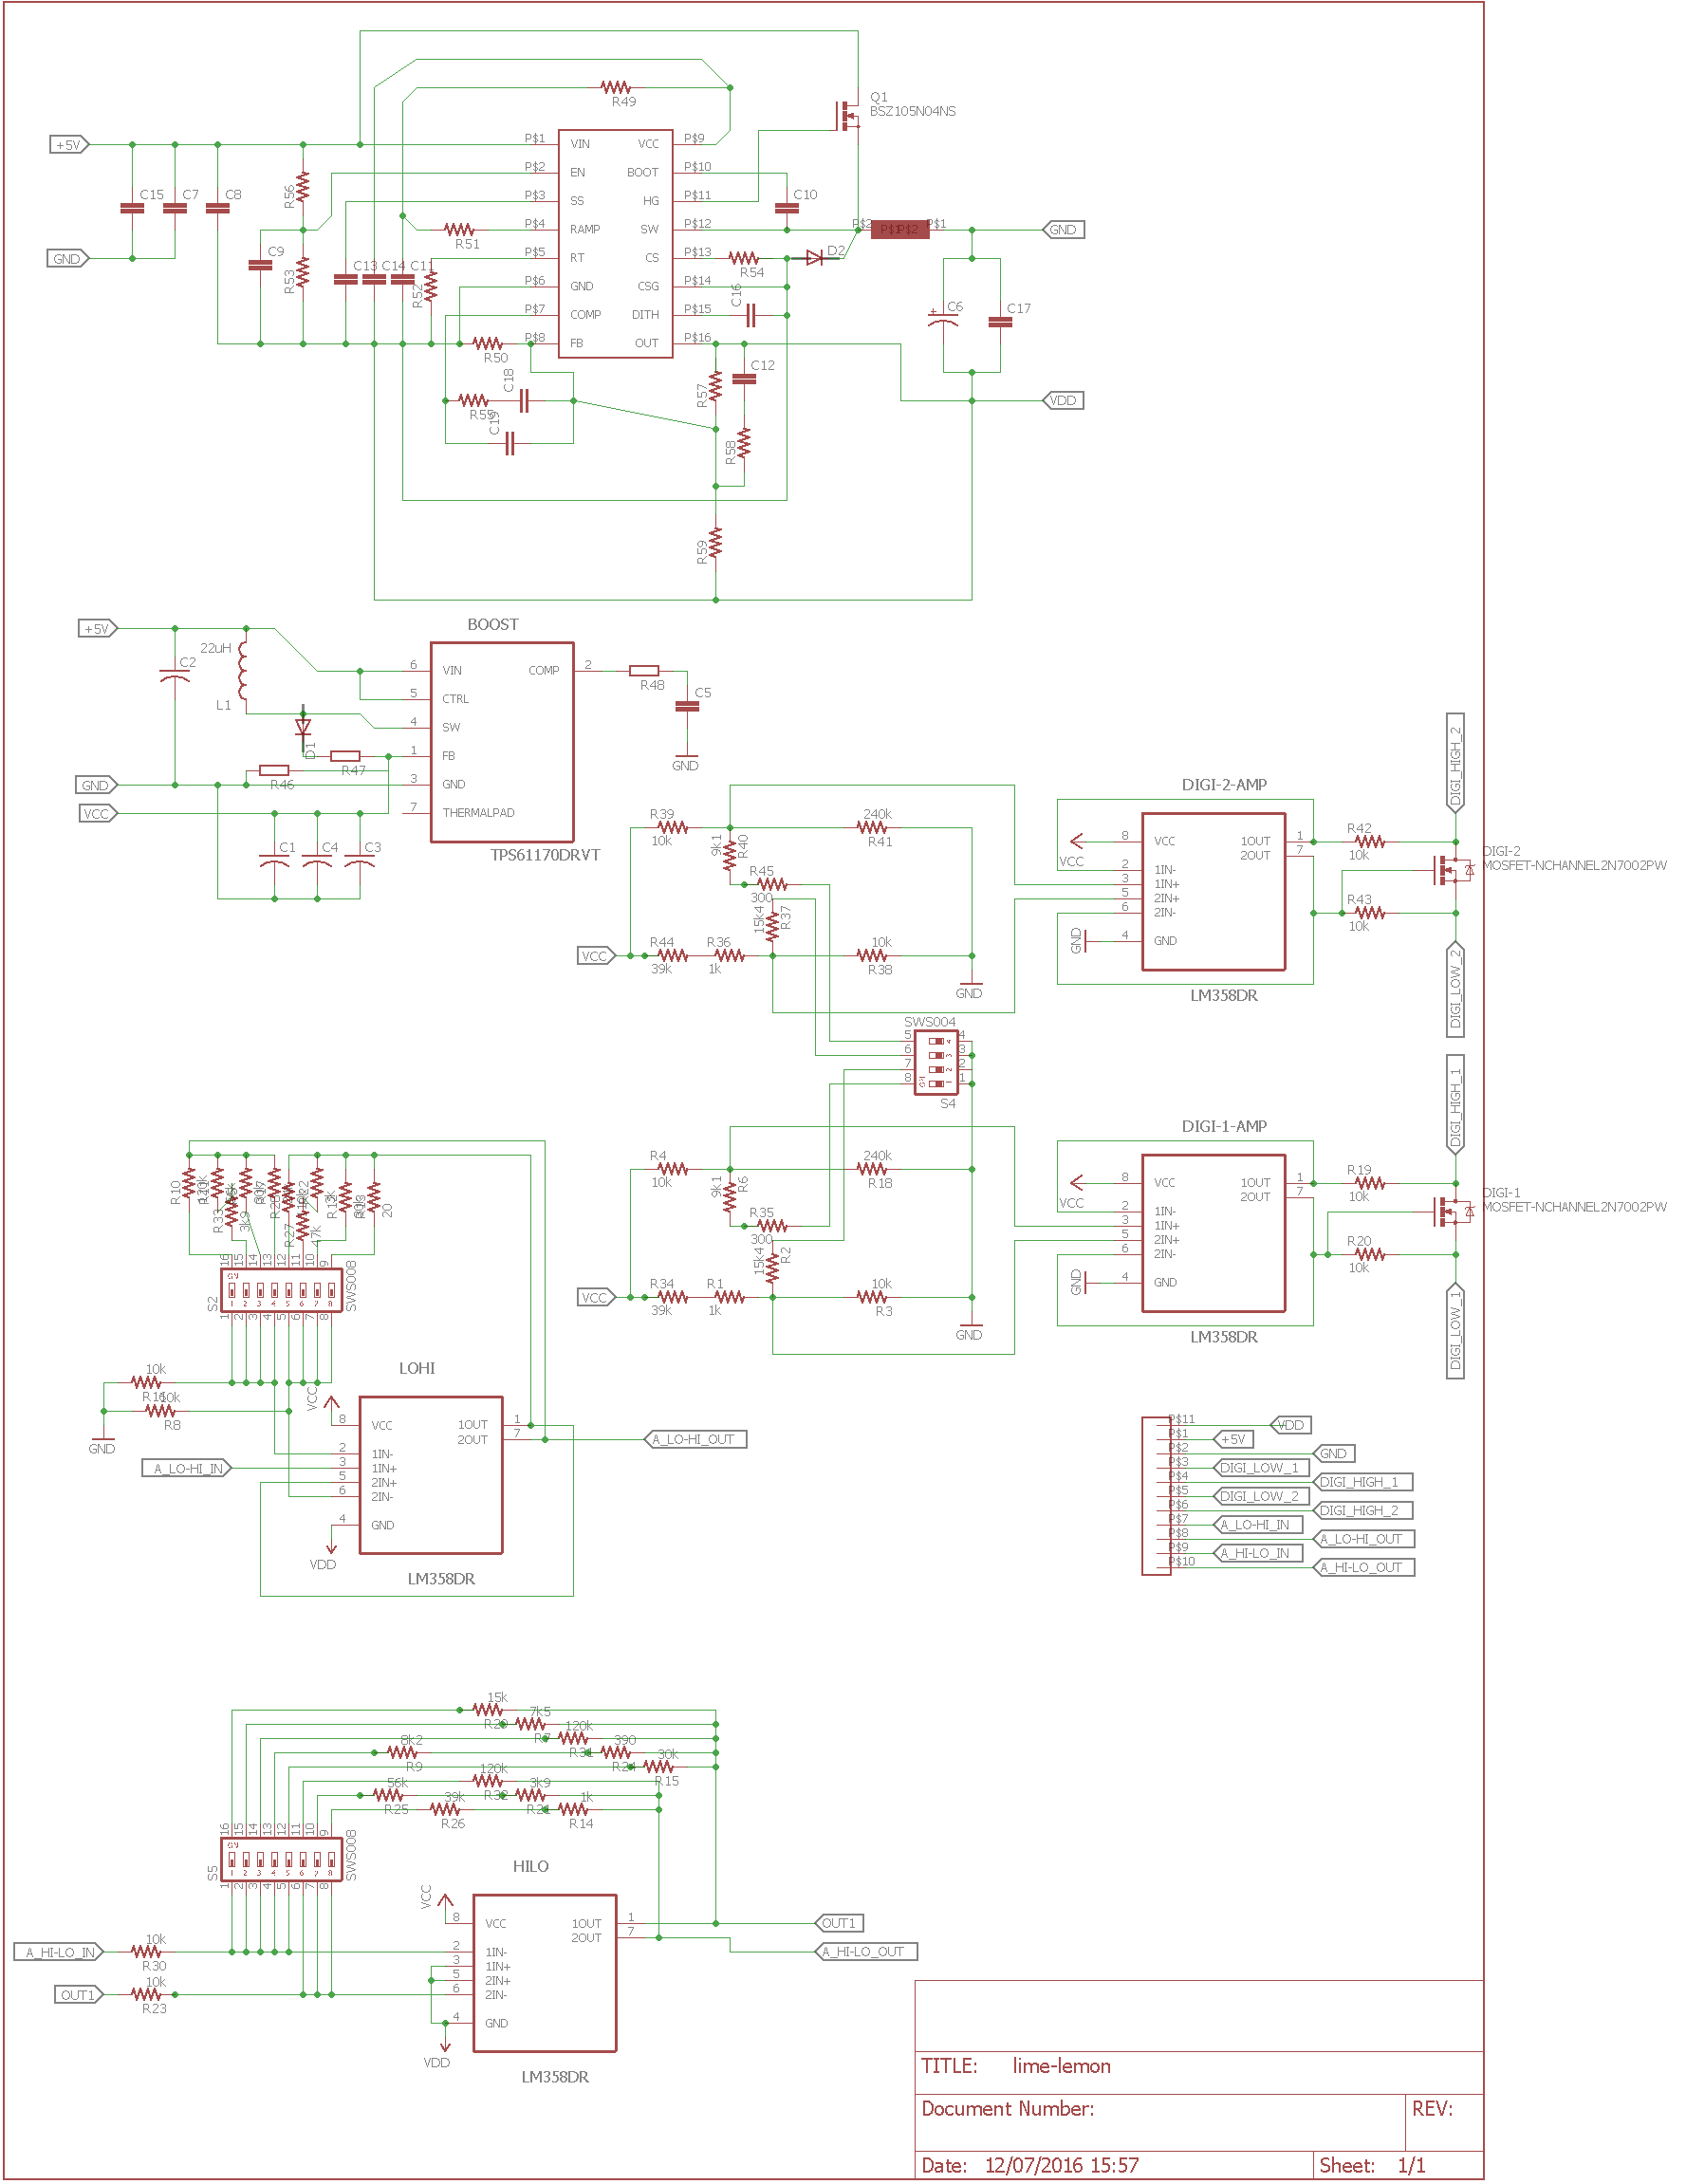 Q1
BSZ105N04NS
R49
+5V
P$1
VIN
VCC
P$9
P$2
EN
BOOT
P$10
C15
C7
C8
R56
P$3
SS
HG
P$11
C10
P$4
RAMP
SW
P$12
P$2
P$1
GND
R51
GND
C9
R53
C13
C14
C11
R52
P$5
RT
CS
P$13
R54
D2
P$6
GND
CSG
P$14
C16
P$7
COMP
DITH
P$15
C6
C17
P$8
FB
OUT
P$16
R50
C18
R55
C19
R57
C12
R58
VDD
R59
BOOST
+5V
22uH
C2
L1
D1
6
VIN
COMP
2
R48
C5
5
CTRL
4
SW
1
FB
R47
R46
3
GND
GND
GND
VCC
7
THERMALPAD
C1
C4
C3
TPS61170DRVT
DIGI_HIGH_2
DIGI-2-AMP
R39
10k
9k1
R40
240k
R41
R45
300
15k4
R37
VCC
R44
39k
R36
1k
10k
R38
GND
8
VCC
1OUT
1
2OUT
7
VCC
2
1IN-
3
1IN+
5
2IN+
6
2IN-
GND
4
GND
LM358DR
R42
10k
DIGI-2
MOSFET-NCHANNEL2N7002PW
R43
10k
DIGI_LOW_2
SWS004
5
6
7
8
4
3
2
1
S4
DIGI_HIGH_1
DIGI-1-AMP
R4
10k
9k1
R6
240k
R18
R35
300
15k4
R2
VCC
R34
39k
R1
1k
10k
R3
GND
8
VCC
1OUT
1
2OUT
7
VCC
2
1IN-
3
1IN+
5
2IN+
6
2IN-
GND
4
GND
LM358DR
R19
10k
DIGI-1
MOSFET-NCHANNEL2N7002PW
R20
10k
DIGI_LOW_1
R10
R33
3k9
R27
47k
20
S2
16
15
14
13
12
11
10
9
1
2
3
4
5
6
7
8
SWS008
10k
R16
R8
GND
LOHI
VCC
8
VCC
1OUT
1
2OUT
7
2
1IN-
3
1IN+
5
2IN+
6
2IN-
4
GND
VDD
LM358DR
A_LO-HI_IN
A_LO-HI_OUT
P$11
VDD
P$1
+5V
P$2
GND
P$3
DIGI_LOW_1
P$4
DIGI_HIGH_1
P$5
DIGI_LOW_2
P$6
DIGI_HIGH_2
P$7
A_LO-HI_IN
P$8
A_LO-HI_OUT
P$9
A_HI-LO_IN
P$10
A_HI-LO_OUT
15k
7k5
R7
120k
8k2
R9
390
30k
R15
120k
56k
R25
3k9
39k
R26
1k
R14
S5
16
15
14
13
12
11
10
9
1
2
3
4
5
6
7
8
SWS008
HILO
VCC
8
VCC
1OUT
1
2OUT
7
OUT1
A_HI-LO_OUT
A_HI-LO_IN
10k
R30
2
1IN-
3
1IN+
5
2IN+
6
2IN-
OUT1
10k
R23
4
GND
VDD
LM358DR
TITLE: lime-lemon
Document Number:
REV:
Date: 12/07/2016 15:57
Sheet: 1/1